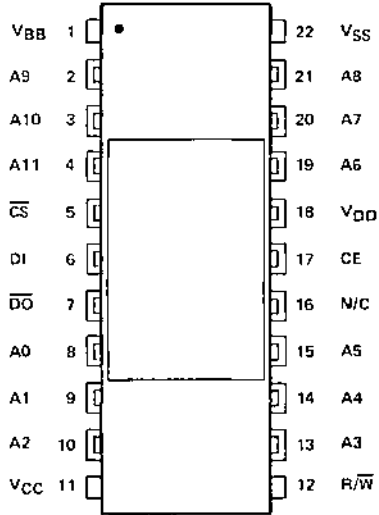 VBB 1 22 VSS
A9 2 21 A8
A10 3 20 A7
A11 4 19 A6
C̅S̅ 5 18 VDD
DI 6 17 CE
D̅O̅ 7 16 N/C
A0 8 15 A5
A1 9 14 A4
A2 10 13 A3
VCC 11 12 R/W̅